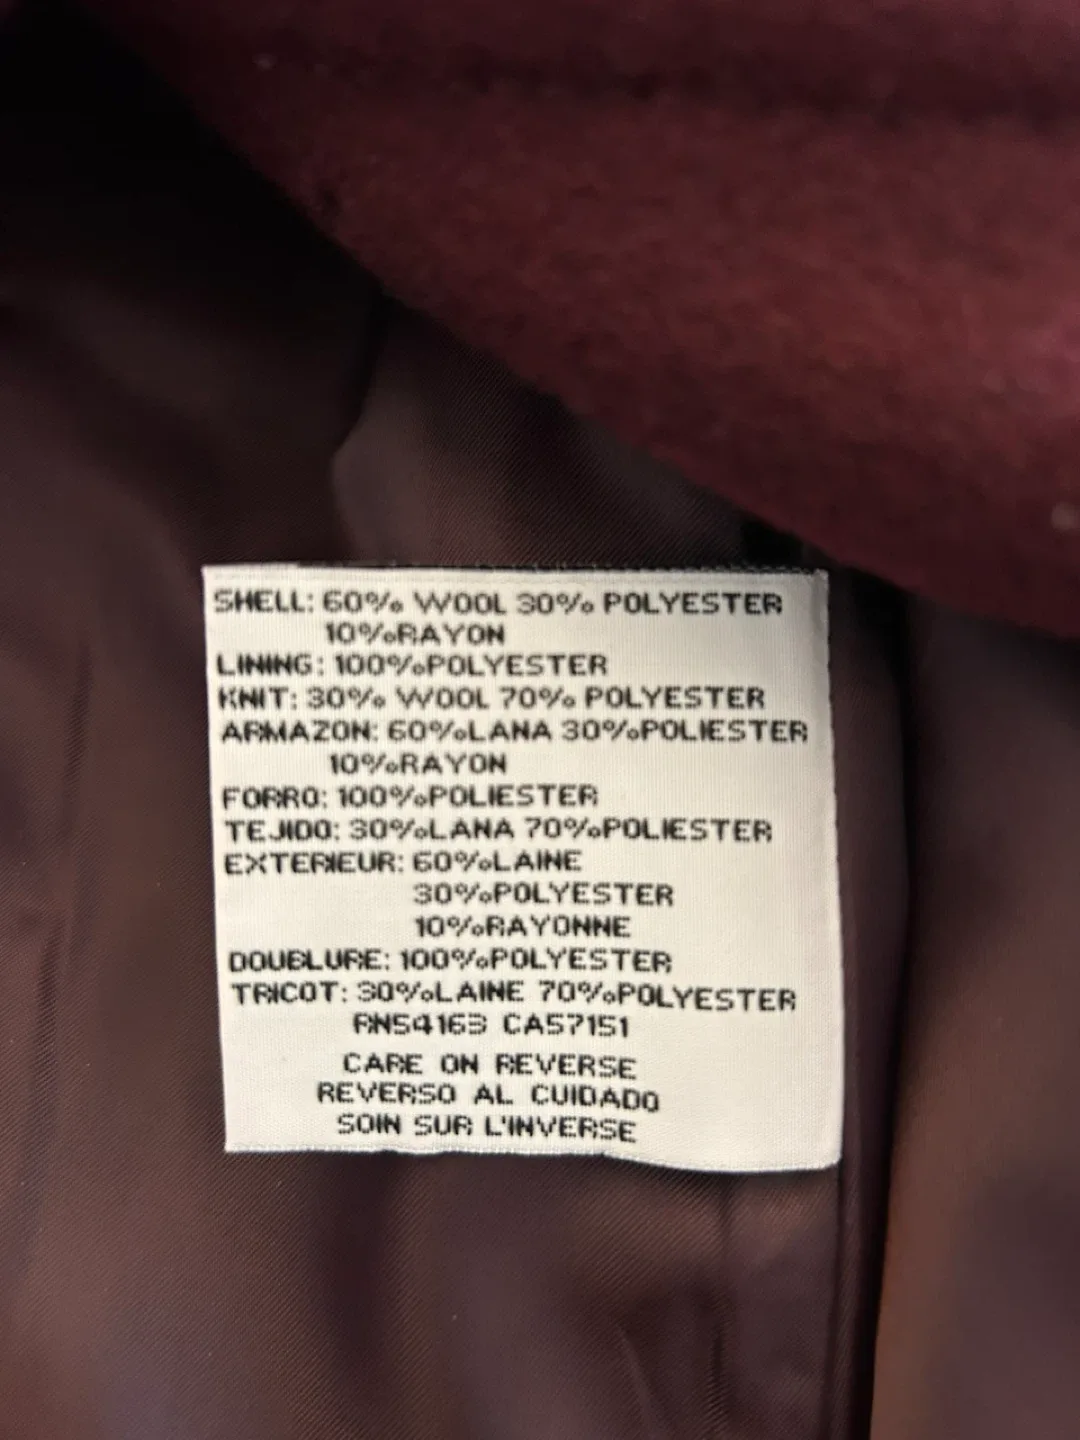 SHELL: 60% WOOL 30% POLYESTER
10%RAYON
LINING: 100%POLYESTER
KNIT: 30% WOOL 70% POLYESTER
ARMAZON: 60%LANA 30%POLIESTER
10%RAYON
FORRO: 100%POLIESTER
TEJIDO: 30%LANA 70%POLIESTER
EXTERIEUR: 60%LAINE
30%POLYESTER
10%RAYONNE
DOUBLURE: 100%POLYESTER
TRICOT: 30%LAINE 70%POLYESTER
RN54163 CA57151
CARE ON REVERSE
REVERSO AL CUIDADO
SOIN SUR L'INVERSE